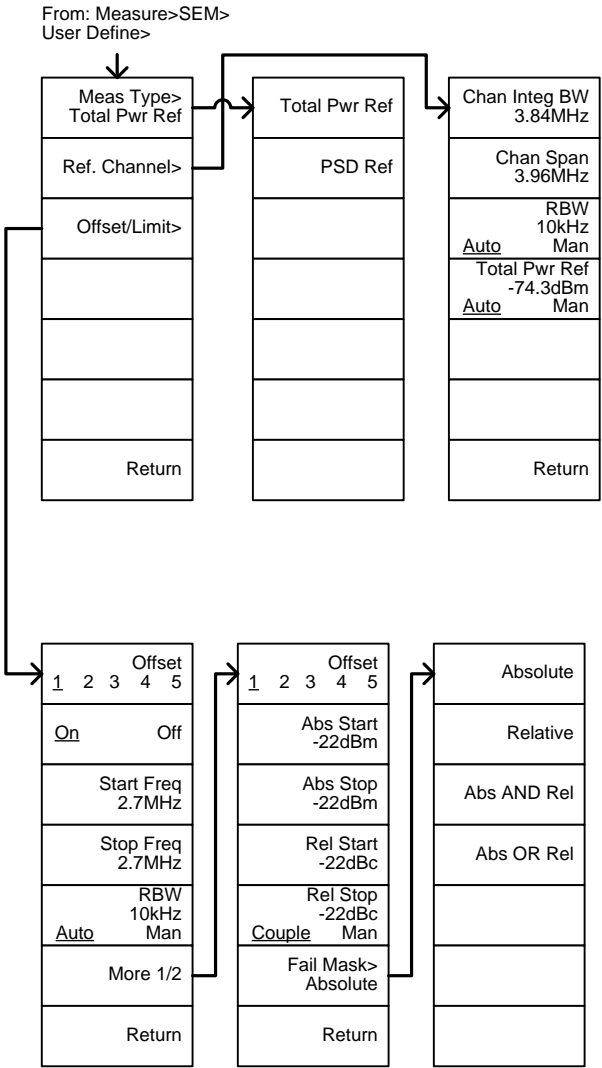 From: Measure>SEM>
User Define>
Meas Type>
Total Pwr Ref
Ref. Channel>
Offset/Limit>
Return
Total Pwr Ref
PSD Ref
Chan Integ BW
3.84MHz
Chan Span
3.96MHz
RBW
10kHz
Auto Man
Total Pwr Ref
-74.3dBm
Auto Man
Return
Offset
1 2 3 4 5
On Off
Start Freq
2.7MHz
Stop Freq
2.7MHz
RBW
10kHz
Auto Man
More 1/2
Return
Offset
1 2 3 4 5
Abs Start
-22dBm
Abs Stop
-22dBm
Rel Start
-22dBc
Rel Stop
-22dBc
Couple Man
Fail Mask>
Absolute
Return
Absolute
Relative
Abs AND Rel
Abs OR Rel